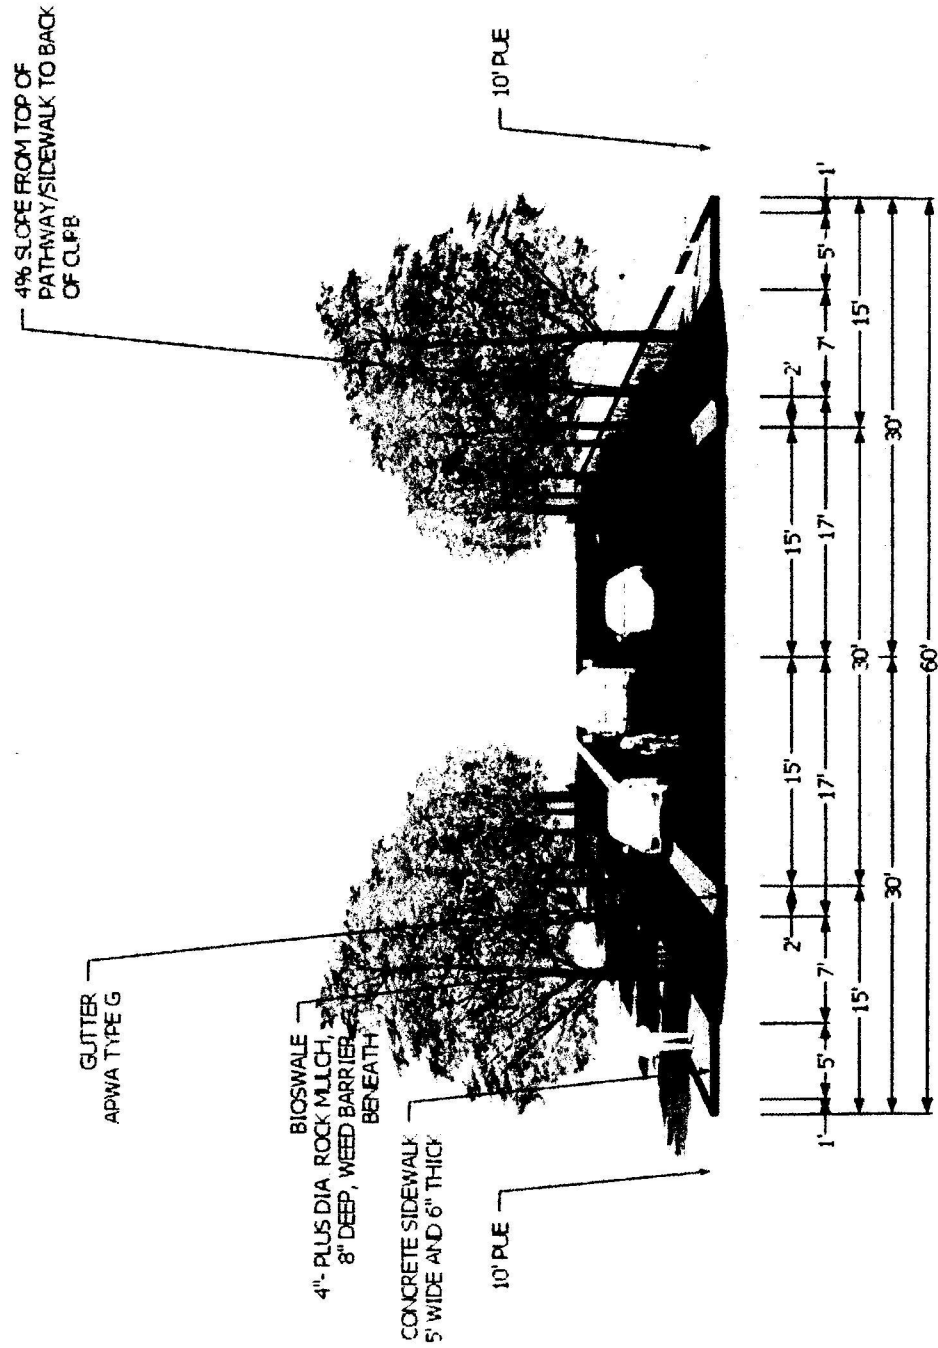 4% SLOPE FROM TOP OF
PATHWAY/SIDEWALK TO BACK
OF CURB
GUTTER
APWA TYPE G
BIOSWALE
4"- PLUS DIA. ROCK MULCH,
8" DEEP, WEED BARRIER
BENEATH
CONCRETE SIDEWALK
5' WIDE AND 6" THICK
10' PUE
10' PUE
2' 15' 15' 2'
1' 5' 7' 17' 17' 7' 5' 1'
15' 30' 15'
30' 30'
60'